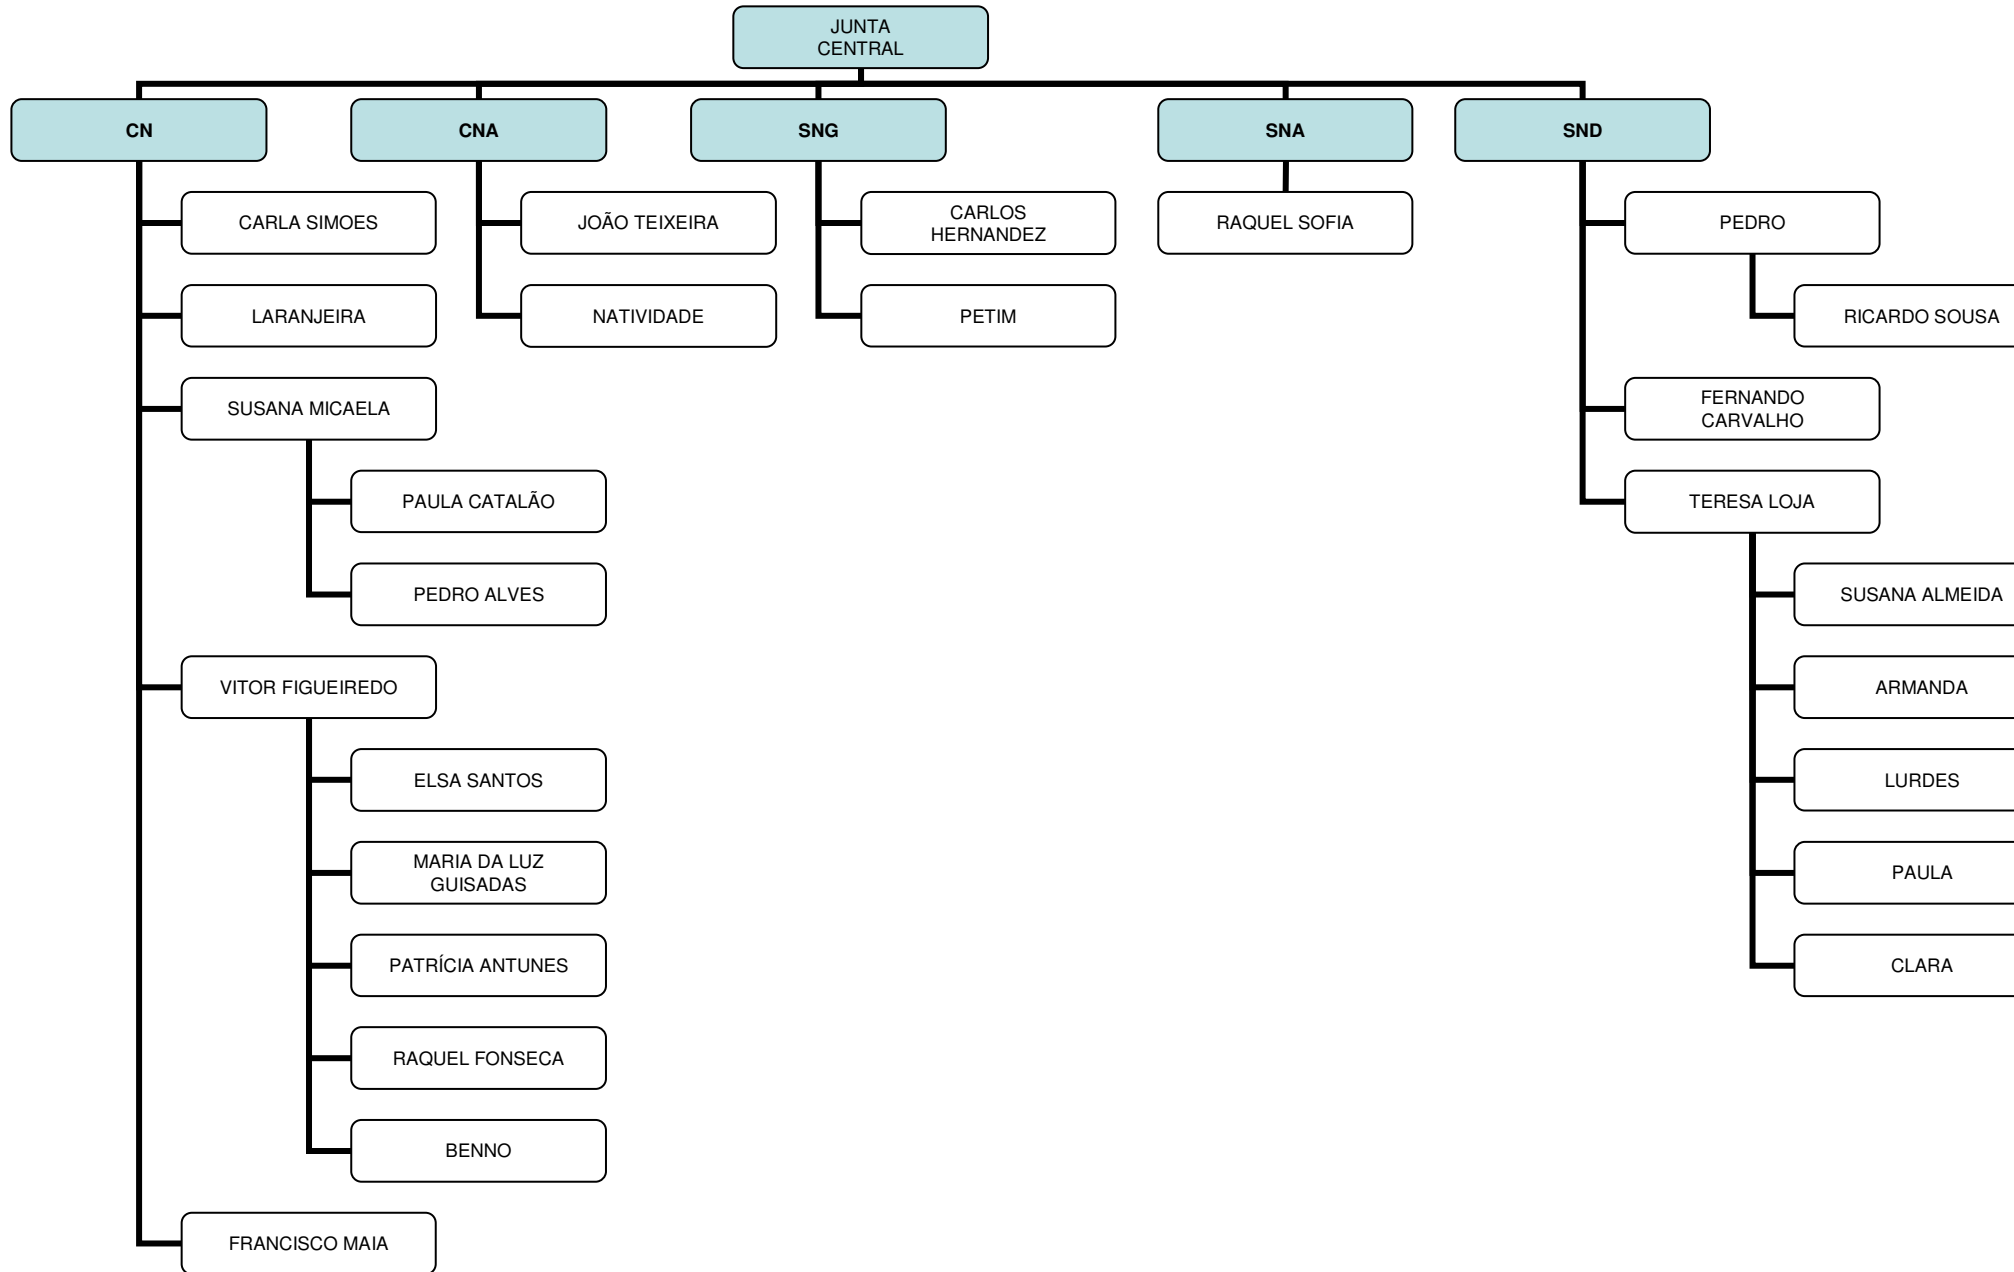 JUNTA
CENTRAL
CN
CNA
SNG
SNA
SND
CARLA SIMOES
JOÃO TEIXEIRA
CARLOS
HERNANDEZ
RAQUEL SOFIA
PEDRO
LARANJEIRA
NATIVIDADE
PETIM
RICARDO SOUSA
SUSANA MICAELA
FERNANDO
CARVALHO
PAULA CATALÃO
TERESA LOJA
PEDRO ALVES
SUSANA ALMEIDA
VITOR FIGUEIREDO
ARMANDA
ELSA SANTOS
LURDES
MARIA DA LUZ
GUISADAS
PAULA
PATRÍCIA ANTUNES
CLARA
RAQUEL FONSECA
BENNO
FRANCISCO MAIA